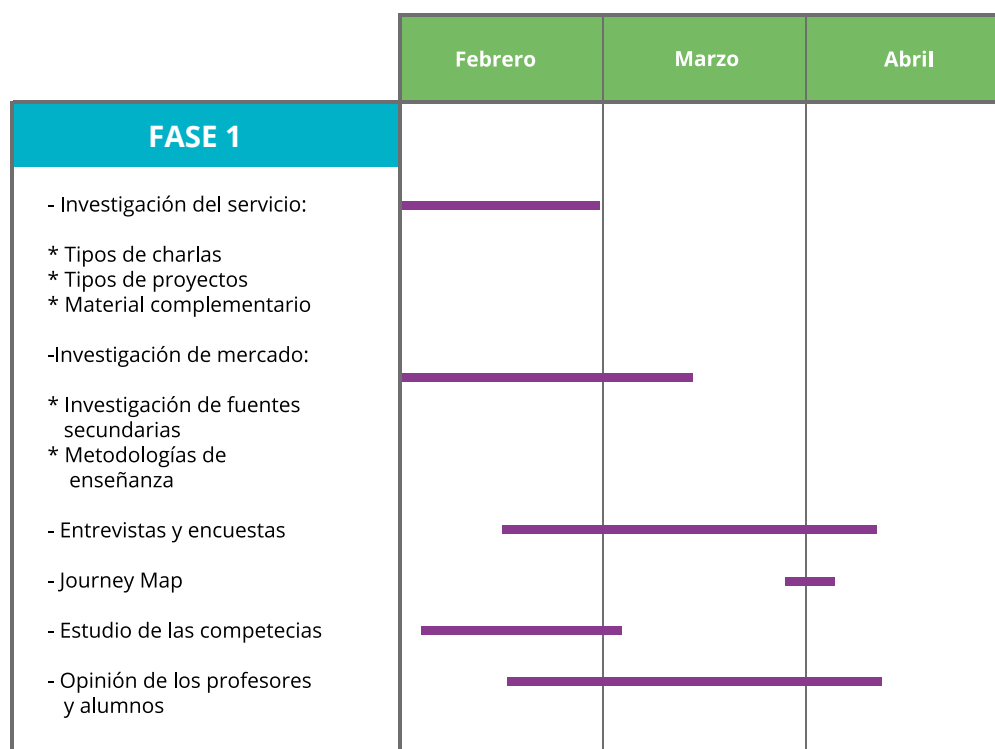 Febrero Marzo Abril
FASE 1
- Investigación del servicio:
* Tipos de charlas
* Tipos de proyectos
* Material complementario
-Investigación de mercado:
* Investigación de fuentes
secundarias
* Metodologías de
enseñanza
- Entrevistas y encuestas
- Journey Map
- Estudio de las competecias
- Opinión de los profesores
y alumnos